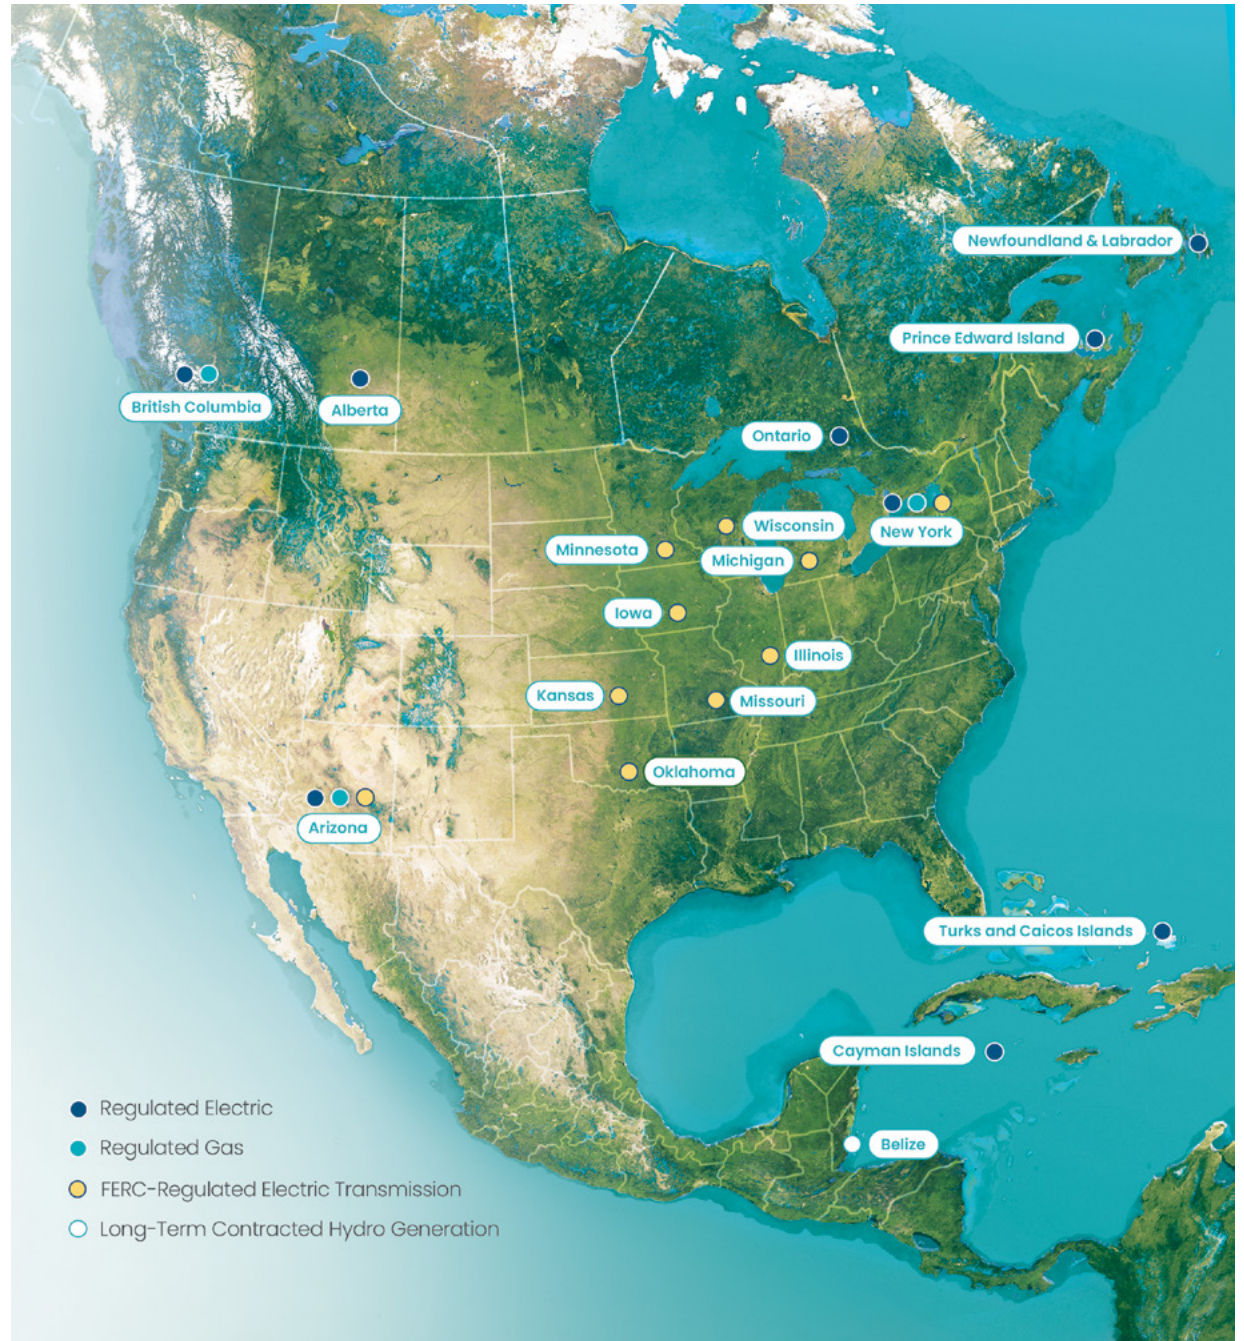 Newfoundland & Labrador
Prince Edward Island
British Columbia
Alberta
Ontario
Wisconsin
New York
Minnesota
Michigan
Iowa
Illinois
Kansas
Missouri
Oklahoma
Arizona
Turks and Caicos Islands
Cayman Islands
Belize
Regulated Electric
Regulated Gas
FERC-Regulated Electric Transmission
Long-Term Contracted Hydro Generation